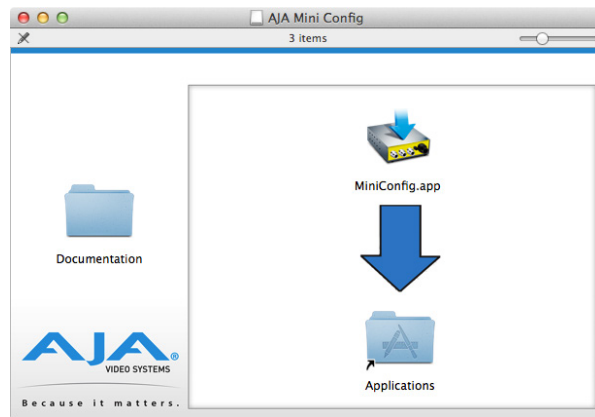 AJA Mini Config
3 items
MiniConfig.app
Documentation
Applications
AJA®
VIDEO SYSTEMS
Because it matters.